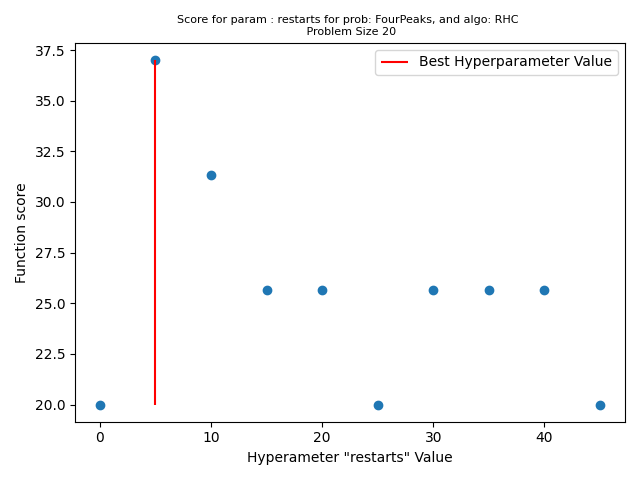 Score for param : restarts for prob: FourPeaks, and algo: RHC
Problem Size 20
Best Hyperparameter Value
Function score
37.5
35.0
32.5
30.0
27.5
25.0
22.5
20.0
0 10 20 30 40
Hyperameter "restarts" Value